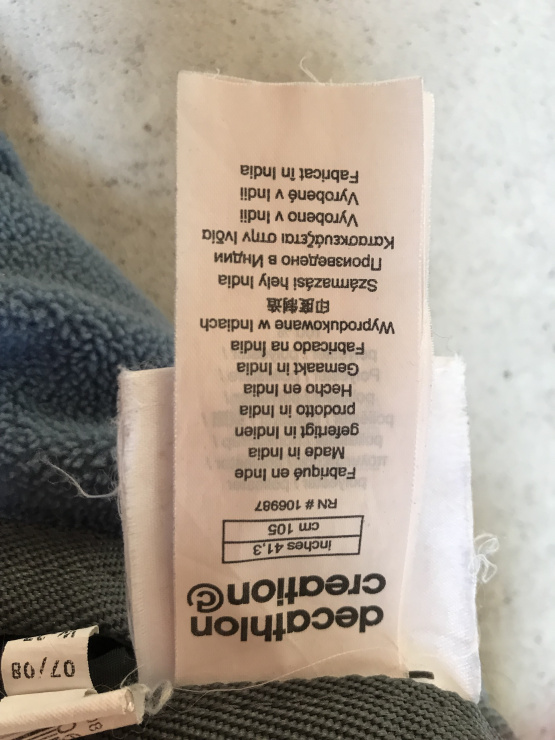 decathlon
creation©
inches 41,3
cm 105
RN # 106987
Fabriqué en Inde
Made in India
gefertigt in Indien
prodotto in India
Hecho en India
Gemaakt in India
Fabricado na Índia
Wyprodukowane w Indiach
印度制造
Származási hely India
Произведено в Индии
Κατασκευάζεται στην Ινδία
Vyrobeno v Indii
Vyrobené v Indii
Fabricat în India
07/08